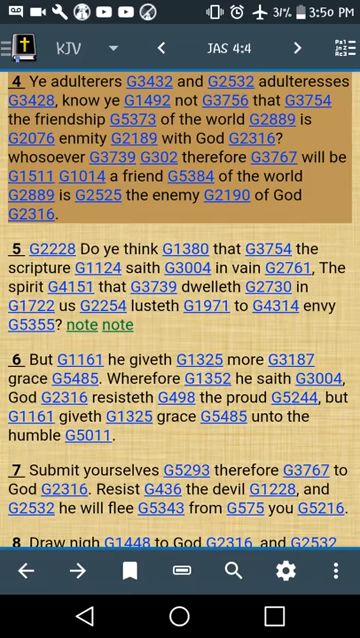 31% 3:50 PM
KJV JAS 4:4
4 Ye adulterers G3432 and G2532 adulteresses
G3428, know ye G1492 not G3756 that G3754
the friendship G5373 of the world G2889 is
G2076 enmity G2189 with God G2316?
whosoever G3739 G302 therefore G3767 will be
G1511 G1014 a friend G5384 of the world
G2889 is G2525 the enemy G2190 of God
G2316.
5 G2228 Do ye think G1380 that G3754 the
scripture G1124 saith G3004 in vain G2761, The
spirit G4151 that G3739 dwelleth G2730 in
G1722 us G2254 lusteth G1971 to G4314 envy
G5355? note note
6 But G1161 he giveth G1325 more G3187
grace G5485. Wherefore G1352 he saith G3004,
God G2316 resisteth G498 the proud G5244, but
G1161 giveth G1325 grace G5485 unto the
humble G5011.
7 Submit yourselves G5293 therefore G3767 to
God G2316. Resist G436 the devil G1228, and
G2532 he will flee G5343 from G575 you G5216.
8 Draw nigh G1448 to God G2316, and G2532